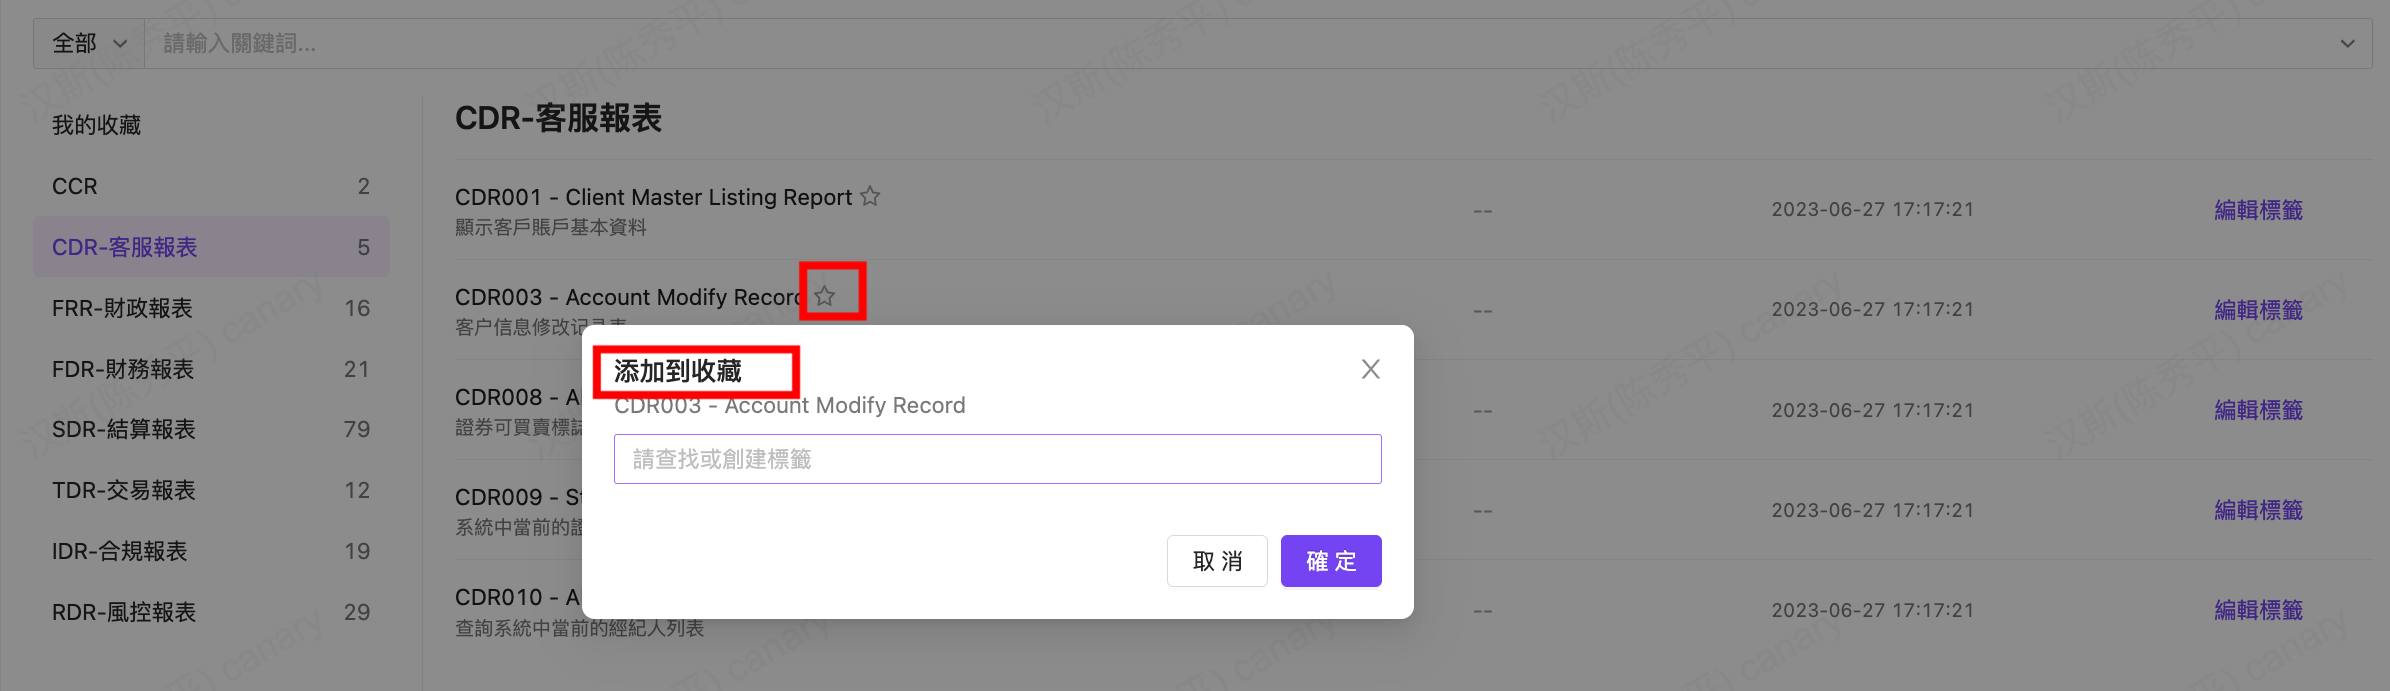 全部
請輸入關鍵詞...
我的收藏
CCR 2
CDR-客服報表 5
FRR-財政報表 16
FDR-財務報表 21
SDR-結算報表 79
TDR-交易報表 12
IDR-合規報表 19
RDR-風控報表 29
CDR-客服報表
CDR001 - Client Master Listing Report
顯示客戶賬戶基本資料
-- 2023-06-27 17:17:21 編輯標籤
CDR003 - Account Modify Record
客户信息修改记录表
-- 2023-06-27 17:17:21 編輯標籤
CDR008 - A
證券可買賣標誌
-- 2023-06-27 17:17:21 編輯標籤
CDR009 - St
系統中當前的證
-- 2023-06-27 17:17:21 編輯標籤
CDR010 - A
查詢系統中當前的經紀人列表
-- 2023-06-27 17:17:21 編輯標籤
添加到收藏
CDR003 - Account Modify Record
請查找或創建標籤
取 消
確 定
汉斯(陈秀平) canary